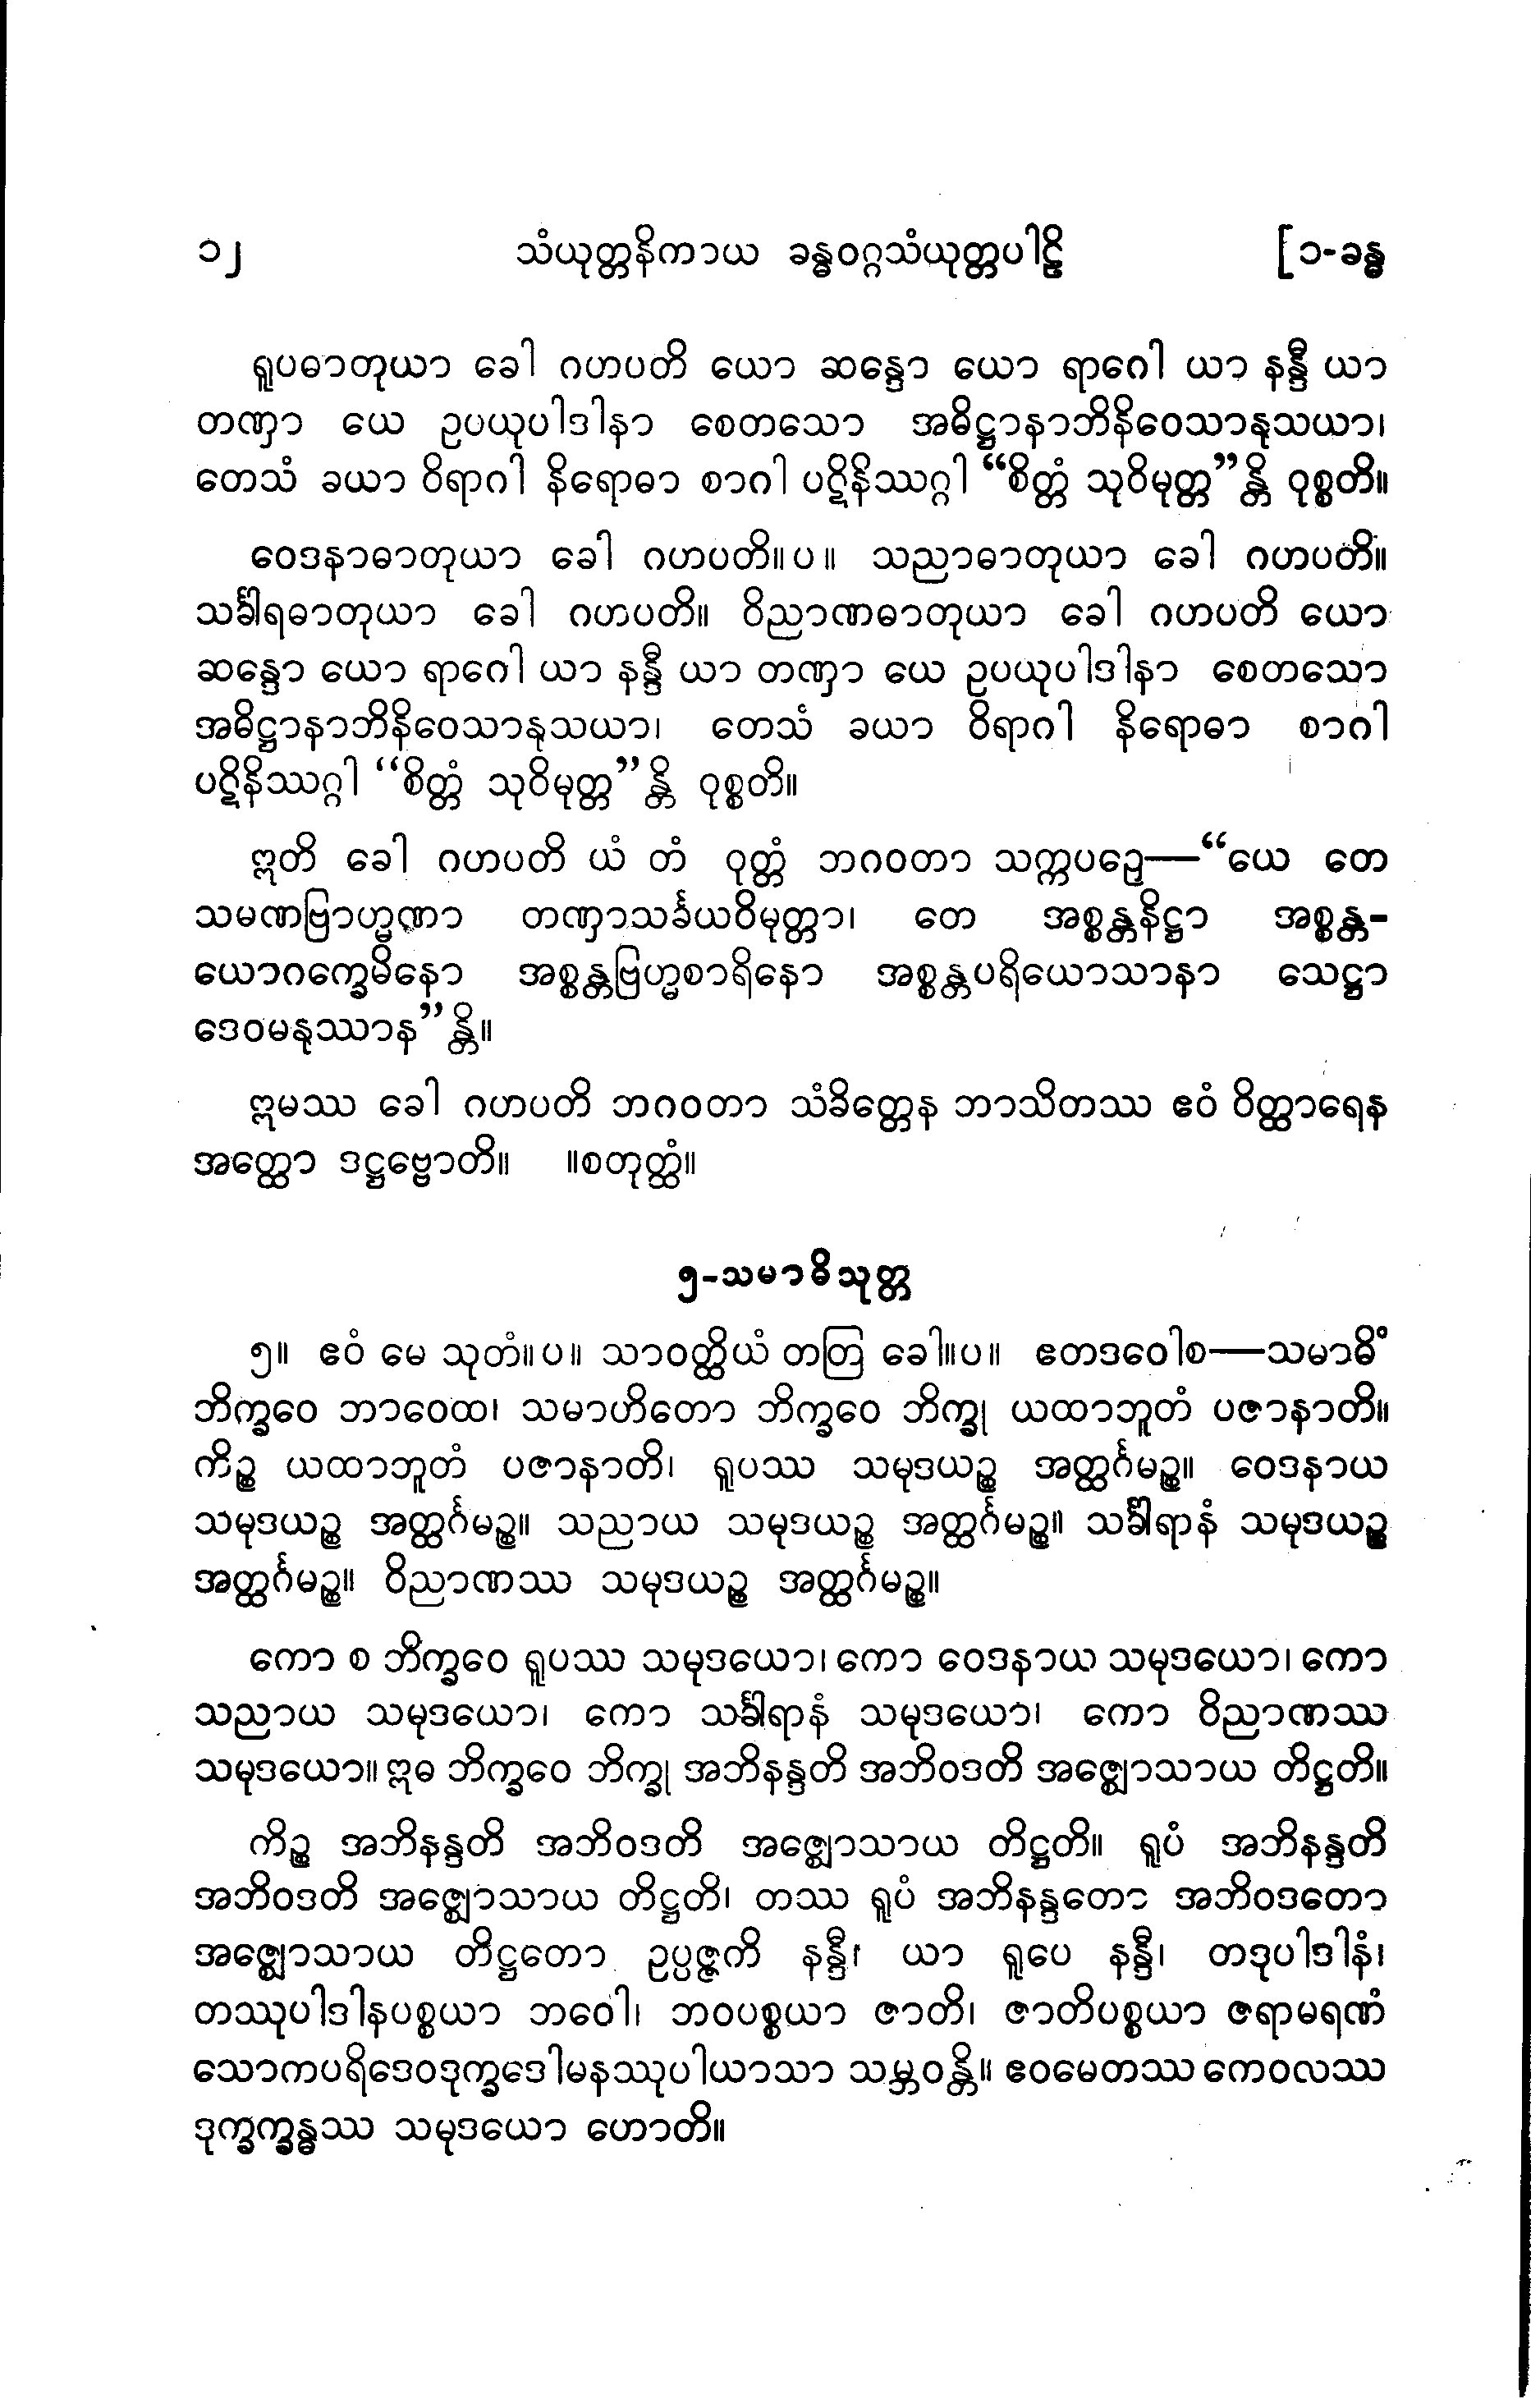 ၁၂ သံယုတ္တနိကာယ ခန္ဓဝဂ္ဂသံယုတ္တပါဠိ [၁-ခန္ဓ
ရူပဓာတုယာ ခေါ ဂဟပတိ ယော ဆန္ဒော ယော ရာဂေါ ယာ နန္ဒီ ယာ
တဏှာ ယေ ဥပယုပါဒါနာ စေတသော အဓိဋ္ဌာနာဘိနိဝေသာနုသယာ၊
တေသံ ခယာ ဝိရာဂါ နိရောဓာ စာဂါ ပဋိနိဿဂ္ဂါ “စိတ္တံ သုဝိမုတ္တ”န္တိ ဝုစ္စတိ။
ဝေဒနာဓာတုယာ ခေါ ဂဟပတိ။ပ။ သညာဓာတုယာ ခေါ ဂဟပတိ။
သင်္ခါရဓာတုယာ ခေါ ဂဟပတိ။ ဝိညာဏဓာတုယာ ခေါ ဂဟပတိ ယော
ဆန္ဒော ယော ရာဂေါ ယာ နန္ဒီ ယာ တဏှာ ယေ ဥပယုပါဒါနာ စေတသော
အဓိဋ္ဌာနာဘိနိဝေသာနုသယာ၊ တေသံ ခယာ ဝိရာဂါ နိရောဓာ စာဂါ
ပဋိနိဿဂ္ဂါ “စိတ္တံ သုဝိမုတ္တ”န္တိ ဝုစ္စတိ။
ဣတိ ခေါ ဂဟပတိ ယံ တံ ဝုတ္တံ ဘဂဝတာ သက္ကပဉှေ—“ယေ တေ
သမဏဗြာဟ္မဏာ တဏှာသင်္ခယဝိမုတ္တာ၊ တေ အစ္စန္တနိဋ္ဌာ အစ္စန္တ-
ယောဂက္ခေမိနော အစ္စန္တဗြဟ္မစာရိနော အစ္စန္တပရိယောသာနာ သေဋ္ဌာ
ဒေဝမနုဿာန”န္တိ။
ဣမဿ ခေါ ဂဟပတိ ဘဂဝတာ သံခိတ္တေန ဘာသိတဿ ဧဝံ ဝိတ္ထာရေန
အတ္ထော ဒဋ္ဌဗ္ဗောတိ။ ။စတုတ္ထံ။
၅-သမာဓိသုတ္တ
၅။ ဧဝံ မေ သုတံ။ပ။ သာဝတ္ထိယံ တတြ ခေါ။ပ။ ဧတဒဝေါစ—သမာဓိံ
ဘိက္ခဝေ ဘာဝေထ၊ သမာဟိတော ဘိက္ခဝေ ဘိက္ခု ယထာဘူတံ ပဇာနာတိ။
ကိဉ္စ ယထာဘူတံ ပဇာနာတိ၊ ရူပဿ သမုဒယဉ္စ အတ္ထင်္ဂမဉ္စ။ ဝေဒနာယ
သမုဒယဉ္စ အတ္ထင်္ဂမဉ္စ။ သညာယ သမုဒယဉ္စ အတ္ထင်္ဂမဉ္စ။ သင်္ခါရာနံ သမုဒယဉ္စ
အတ္ထင်္ဂမဉ္စ။ ဝိညာဏဿ သမုဒယဉ္စ အတ္ထင်္ဂမဉ္စ။
ကော စ ဘိက္ခဝေ ရူပဿ သမုဒယော၊ ကော ဝေဒနာယ သမုဒယော၊ ကော
သညာယ သမုဒယော၊ ကော သင်္ခါရာနံ သမုဒယော၊ ကော ဝိညာဏဿ
သမုဒယော။ ဣဓ ဘိက္ခဝေ ဘိက္ခု အဘိနန္ဒတိ အဘိဝဒတိ အဇ္ဈောသာယ တိဋ္ဌတိ။
ကိဉ္စ အဘိနန္ဒတိ အဘိဝဒတိ အဇ္ဈောသာယ တိဋ္ဌတိ။ ရူပံ အဘိနန္ဒတိ
အဘိဝဒတိ အဇ္ဈောသာယ တိဋ္ဌတိ၊ တဿ ရူပံ အဘိနန္ဒတော အဘိဝဒတော
အဇ္ဈောသာယ တိဋ္ဌတော ဥပ္ပဇ္ဇကိ နန္ဒီ၊ ယာ ရူပေ နန္ဒီ၊ တဒုပါဒါနံ၊
တဿုပါဒါနပစ္စယာ ဘဝေါ၊ ဘဝပစ္စယာ ဇာတိ၊ ဇာတိပစ္စယာ ဇရာမရဏံ
သောကပရိဒေဝဒုက္ခဒေါမနဿုပါယာသာ သမ္ဘဝန္တိ။ ဧဝမေတဿ ကေဝလဿ
ဒုက္ခက္ခန္ဓဿ သမုဒယော ဟောတိ။